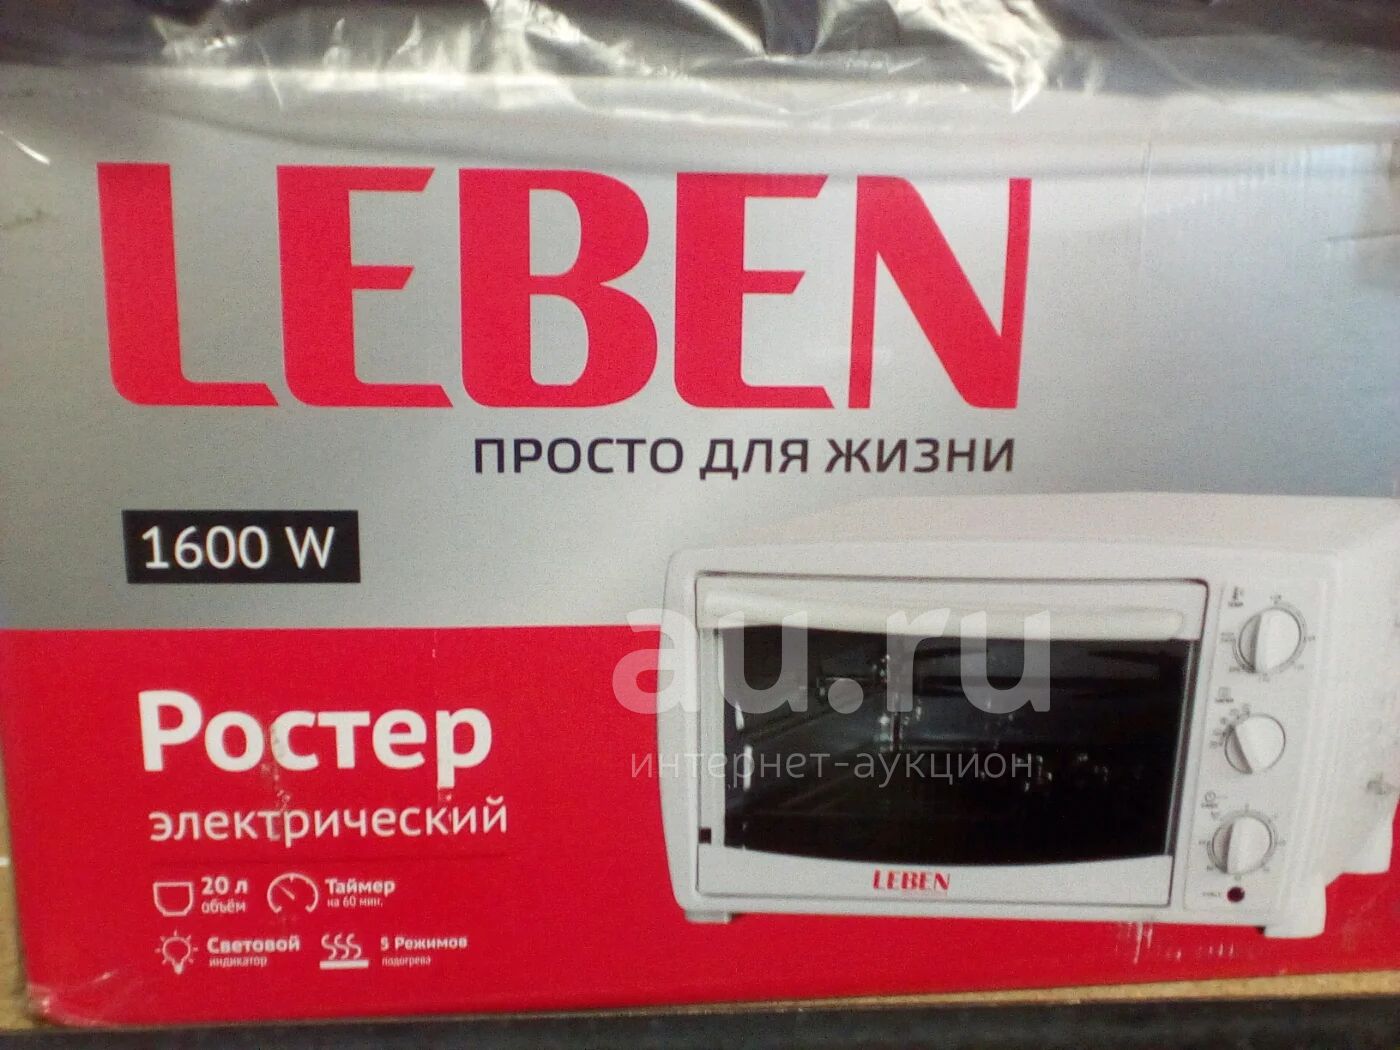 LEBEN
ПРОСТО ДЛЯ ЖИЗНИ
1600 W
au.ru
интернет-аукцион
Ростер
электрический
20 л
объём
Таймер
на 60 мин.
Световой
индикатор
5 Режимов
подогрева
LEBEN